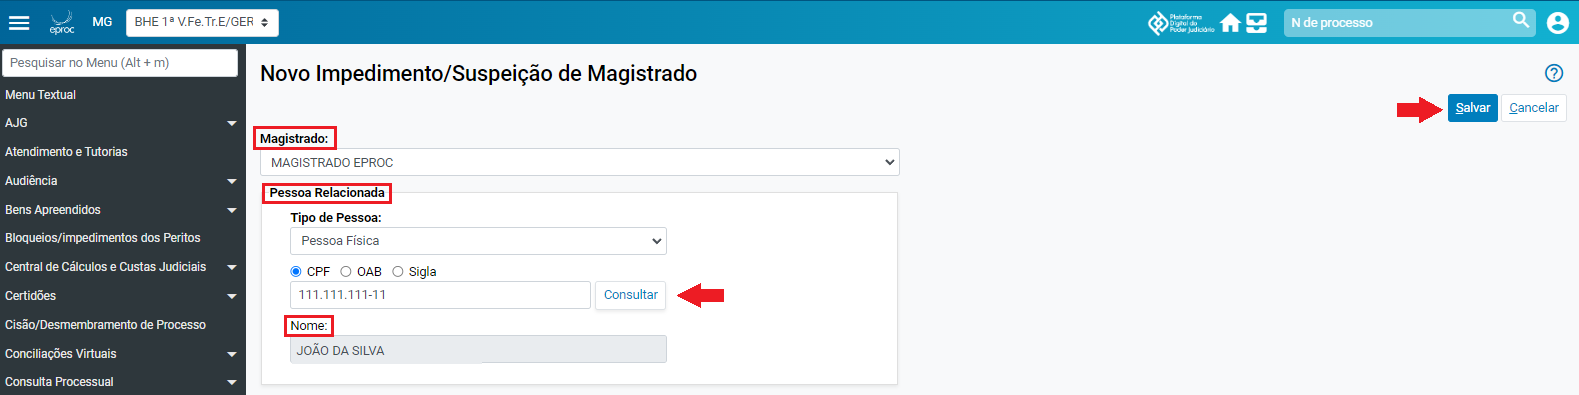 eproc
MG
BHE 1ª V.Fe.Tr.E/GER
Plataforma
Digital do
Poder Judiciário
N de processo
Pesquisar no Menu (Alt + m)
Menu Textual
AJG
Atendimento e Tutorias
Audiência
Bens Apreendidos
Bloqueios/impedimentos dos Peritos
Central de Cálculos e Custas Judiciais
Certidões
Cisão/Desmembramento de Processo
Conciliações Virtuais
Consulta Processual
Novo Impedimento/Suspeição de Magistrado
?
Salvar
Cancelar
Magistrado:
MAGISTRADO EPROC
Pessoa Relacionada
Tipo de Pessoa:
Pessoa Física
CPF OAB Sigla
111.111.111-11
Consultar
Nome:
JOÃO DA SILVA